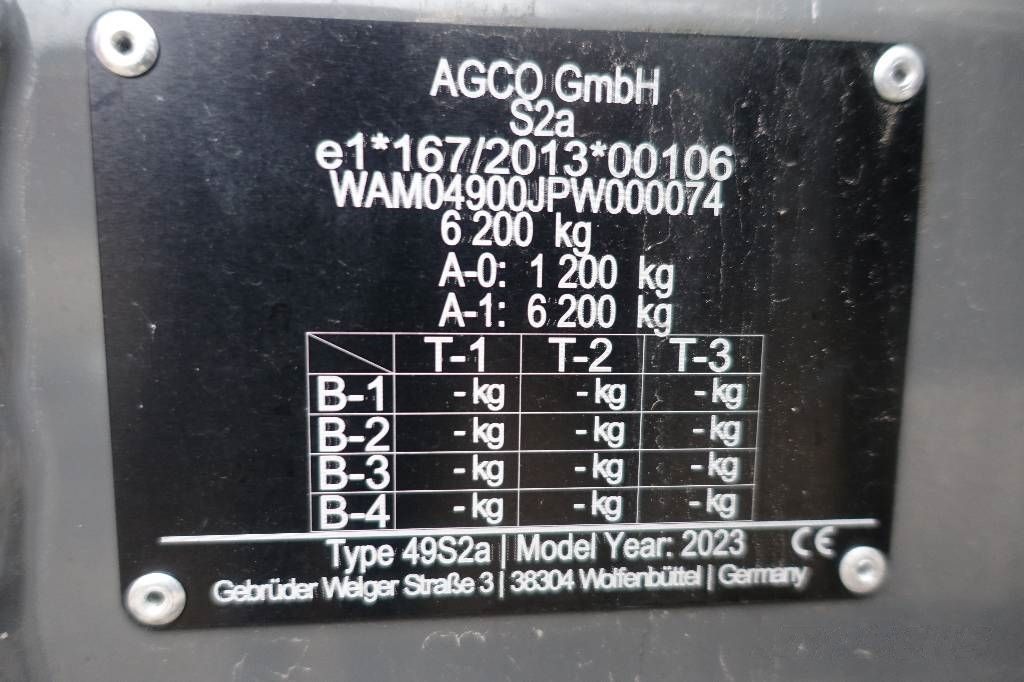 AGCO GmbH
S2a
e1*167/2013*00106
WAM04900JPW000074
6 200 kg
A-0: 1 200 kg
A-1: 6 200 kg
T-1 T-2 T-3
B-1 - kg - kg - kg
B-2 - kg - kg - kg
B-3 - kg - kg - kg
B-4 - kg - kg - kg
Type 49S2a | Model Year: 2023 CE
Gebrüder Welger Straße 3 | 38304 Wolfenbüttel | Germany